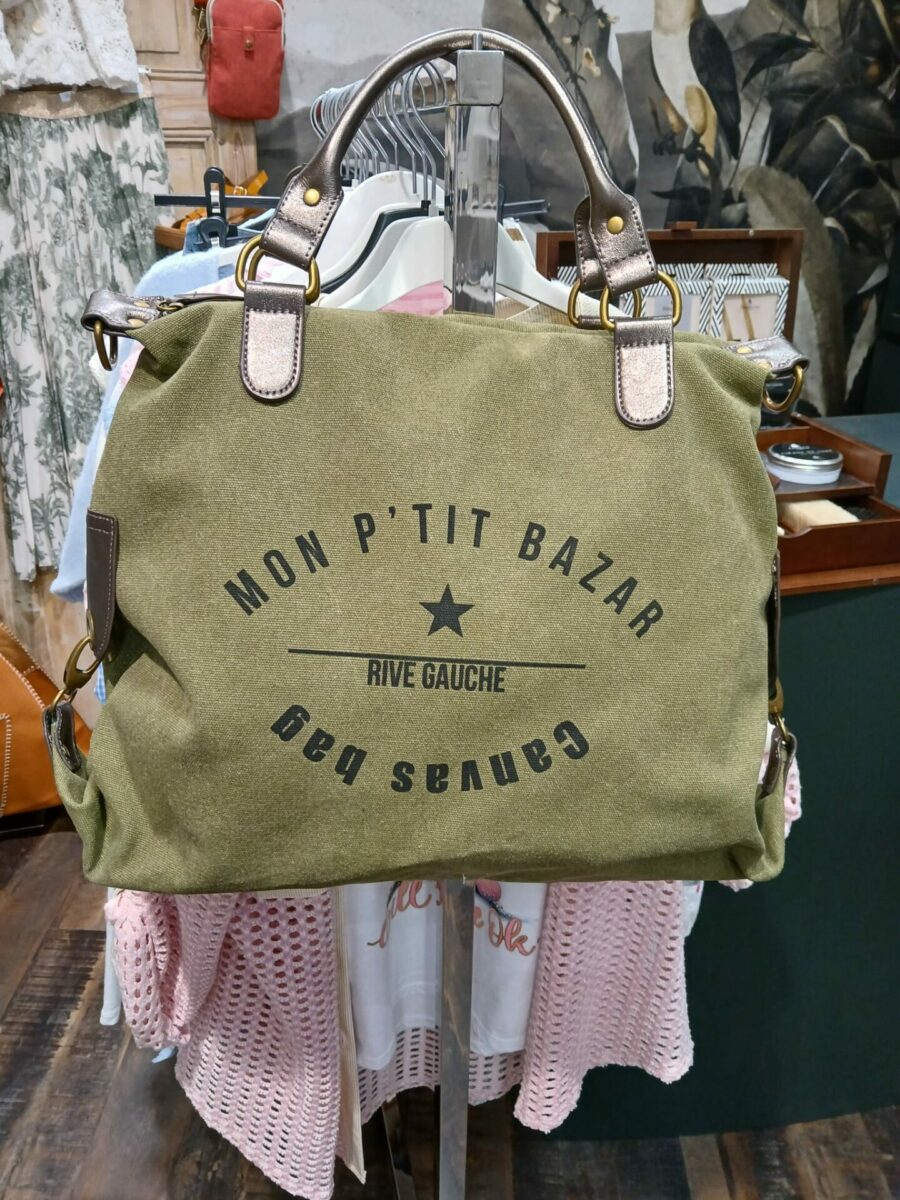 MON P'TIT BAZAR
RIVE GAUCHE
Canvas bag